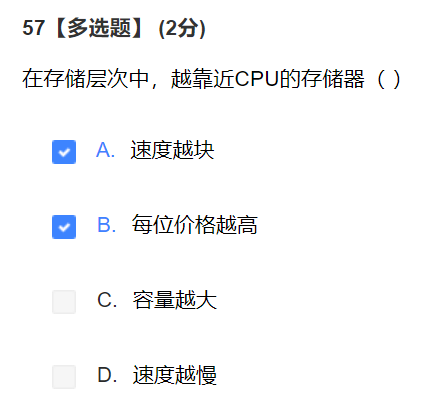 57【多选题】 (2分)
在存储层次中，越靠近CPU的存储器（ ）
A. 速度越块
B. 每位价格越高
C. 容量越大
D. 速度越慢